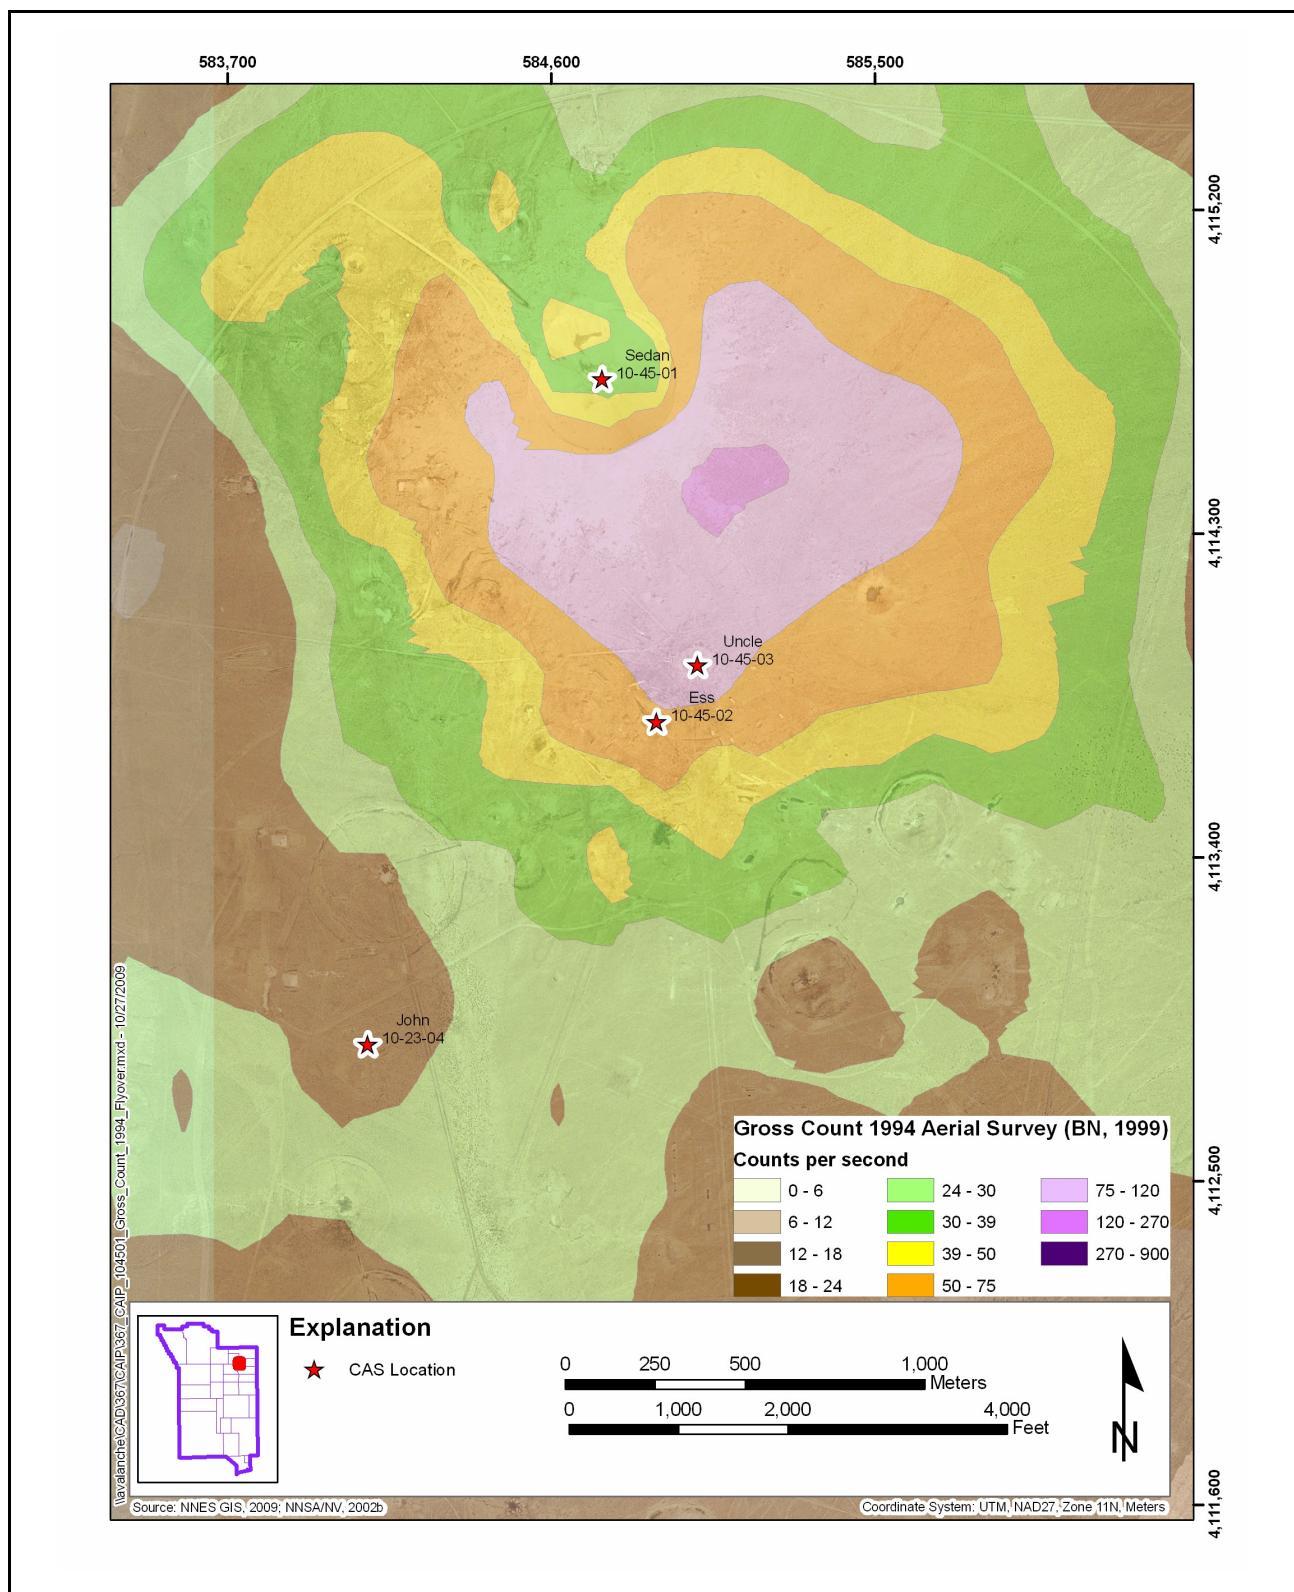 583,700 584,600 585,500
4,115,200
Sedan
10-45-01
4,114,300
Uncle
10-45-03
Ess
10-45-02
4,113,400
John
10-23-04
4,112,500
4,111,600
\\avalanche\CAD\367\CAIP\367_CAIP_104501_Gross_Count_1994_Flyover.mxd - 10/27/2009
Gross Count 1994 Aerial Survey (BN, 1999)
Counts per second
0 - 6
6 - 12
12 - 18
18 - 24
24 - 30
30 - 39
39 - 50
50 - 75
75 - 120
120 - 270
270 - 900
Explanation
CAS Location
0 250 500 1,000
Meters
0 1,000 2,000 4,000
Feet
N
Source: NNES GIS, 2009; NNSA/NV, 2002b
Coordinate System: UTM, NAD27, Zone 11N, Meters